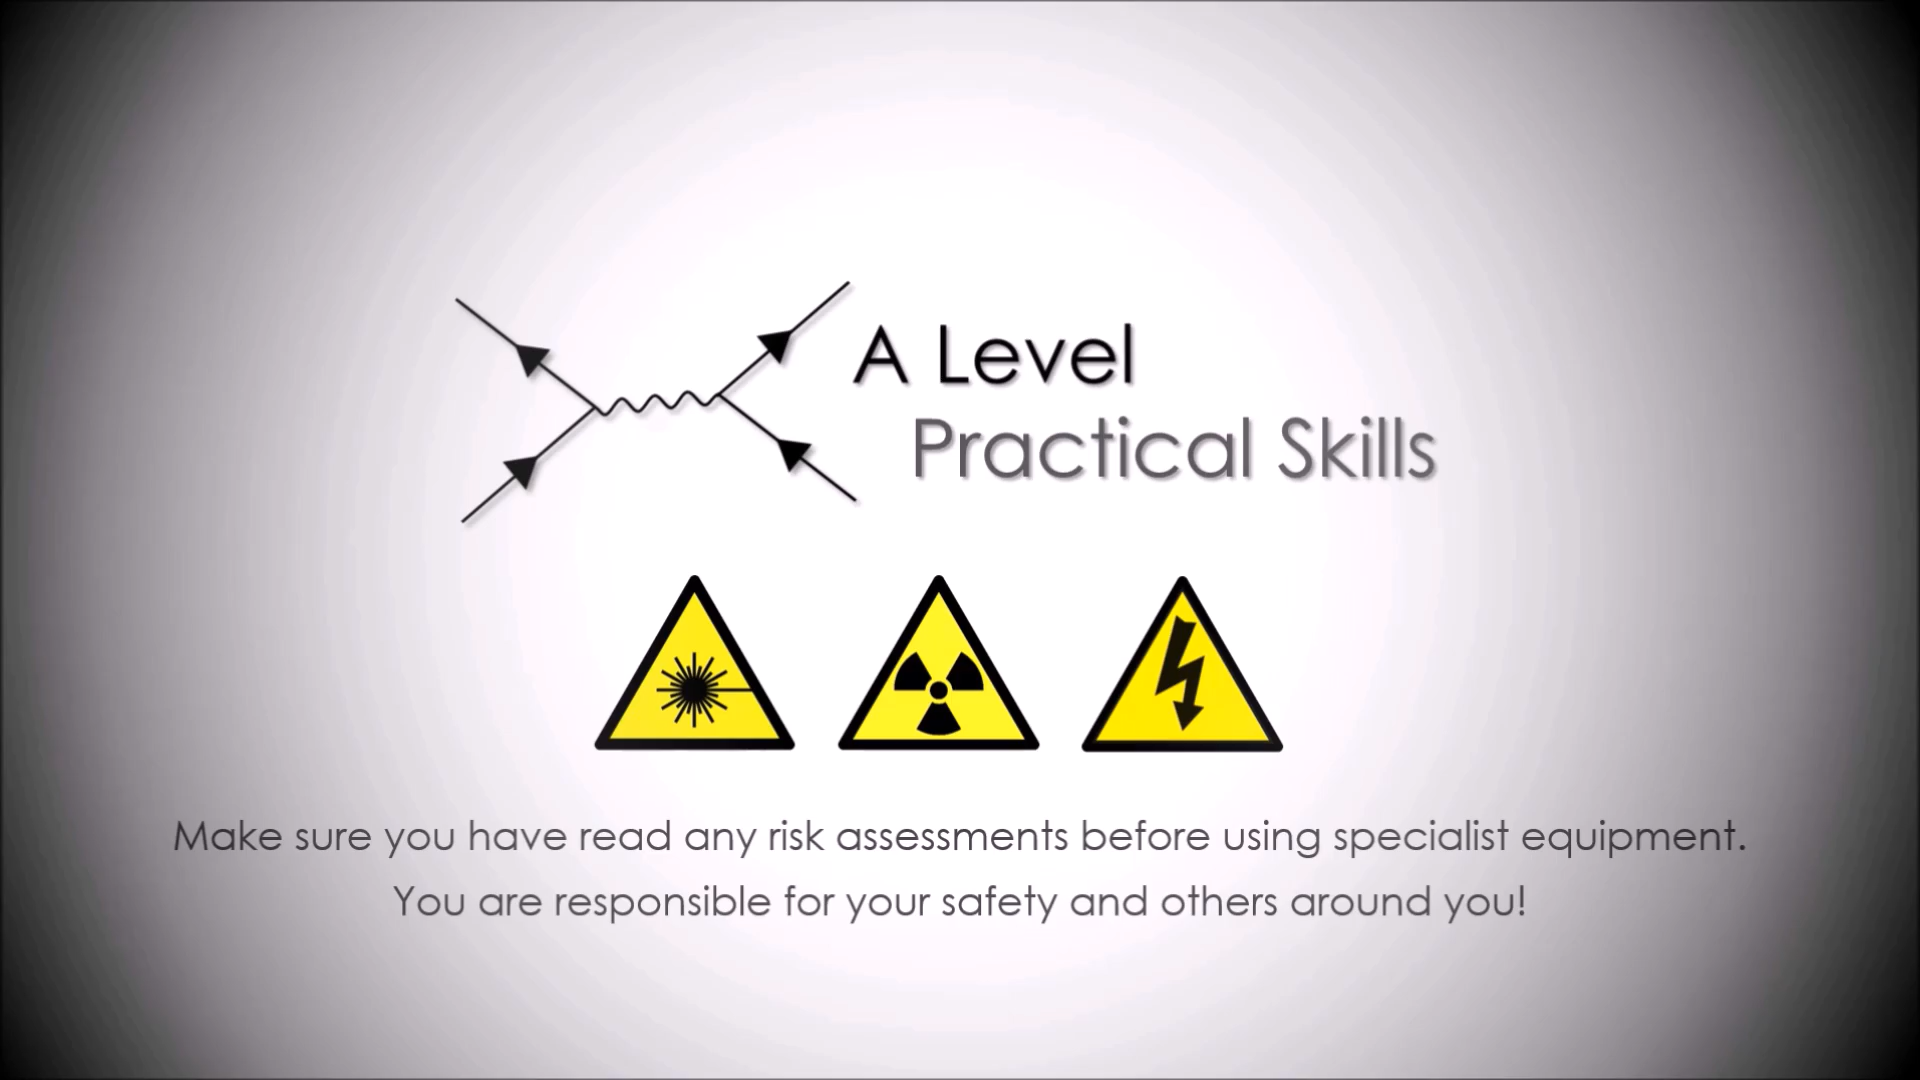 A Level
Practical Skills
Make sure you have read any risk assessments before using specialist equipment.
You are responsible for your safety and others around you!